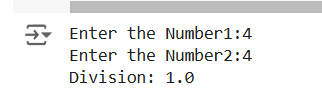 Enter the Number1:4
Enter the Number2:4
Division: 1.0